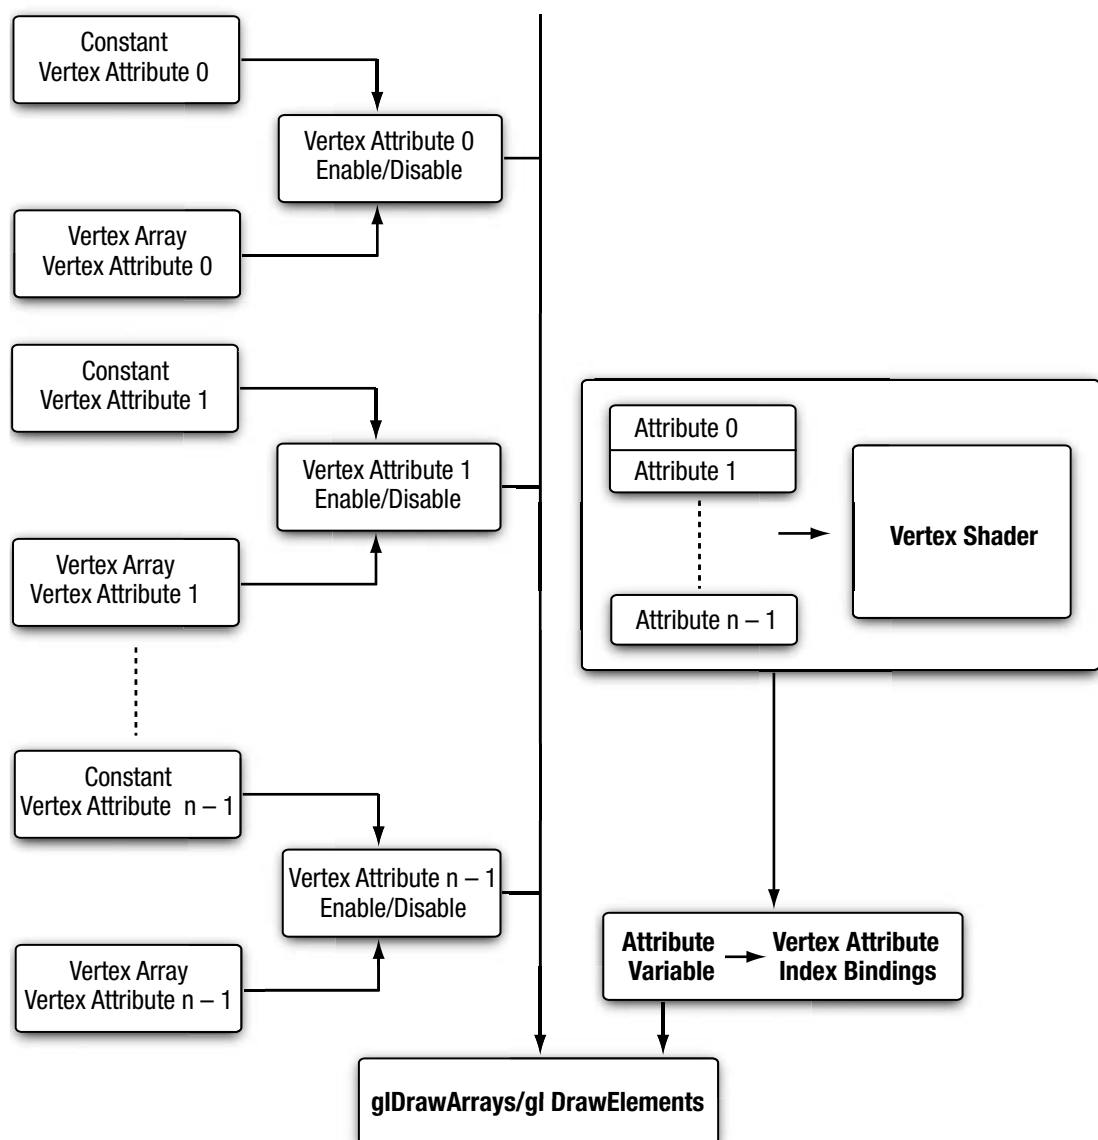 Constant
Vertex Attribute 0
Vertex Attribute 0
Enable/Disable
Vertex Array
Vertex Attribute 0
Constant
Vertex Attribute 1
Vertex Attribute 1
Enable/Disable
Vertex Array
Vertex Attribute 1
Constant
Vertex Attribute n – 1
Vertex Attribute n – 1
Enable/Disable
Vertex Array
Vertex Attribute n – 1
Attribute 0
Attribute 1
Attribute n – 1
Vertex Shader
Attribute
Variable
Vertex Attribute
Index Bindings
glDrawArrays/gl DrawElements